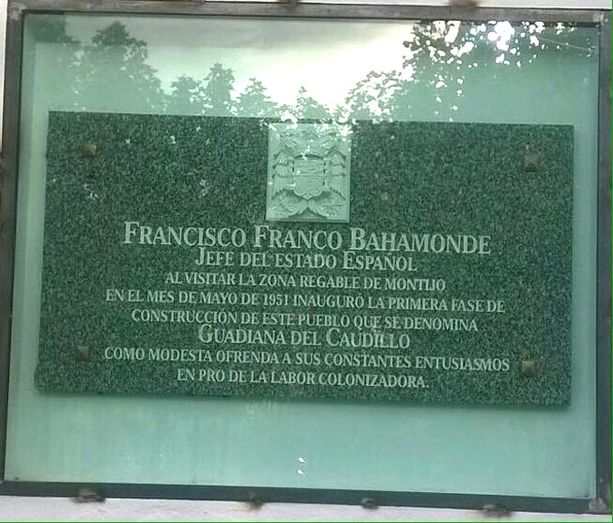 FRANCISCO FRANCO BAHAMONDE
JEFE DEL ESTADO ESPAÑOL
AL VISITAR LA ZONA REGABLE DE MONTIJO
EN EL MES DE MAYO DE 1951 INAUGURÓ LA PRIMERA FASE DE
CONSTRUCCIÓN DE ESTE PUEBLO QUE SE DENOMINA
GUADIANA DEL CAUDILLO
COMO MODESTA OFRENDA A SUS CONSTANTES ENTUSIASMOS
EN PRO DE LA LABOR COLONIZADORA.